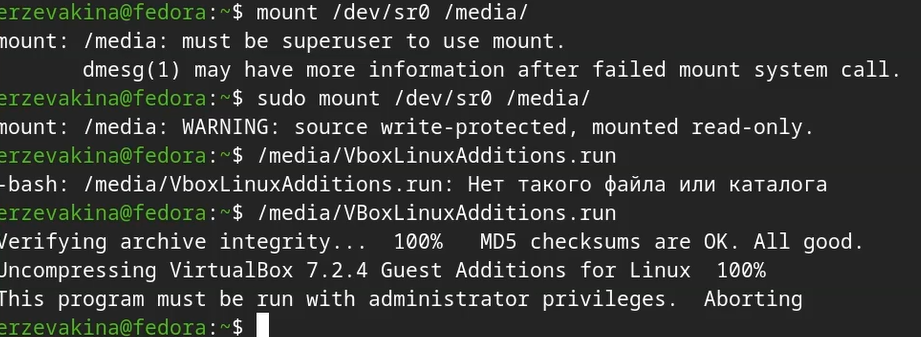 erzevakina@fedora:~$ mount /dev/sr0 /media/
mount: /media: must be superuser to use mount.
dmesg(1) may have more information after failed mount system call.
erzevakina@fedora:~$ sudo mount /dev/sr0 /media/
mount: /media: WARNING: source write-protected, mounted read-only.
erzevakina@fedora:~$ /media/VboxLinuxAdditions.run
-bash: /media/VboxLinuxAdditions.run: Нет такого файла или каталога
erzevakina@fedora:~$ /media/VBoxLinuxAdditions.run
Verifying archive integrity...  100%   MD5 checksums are OK. All good.
Uncompressing VirtualBox 7.2.4 Guest Additions for Linux  100%
This program must be run with administrator privileges.  Aborting
erzevakina@fedora:~$